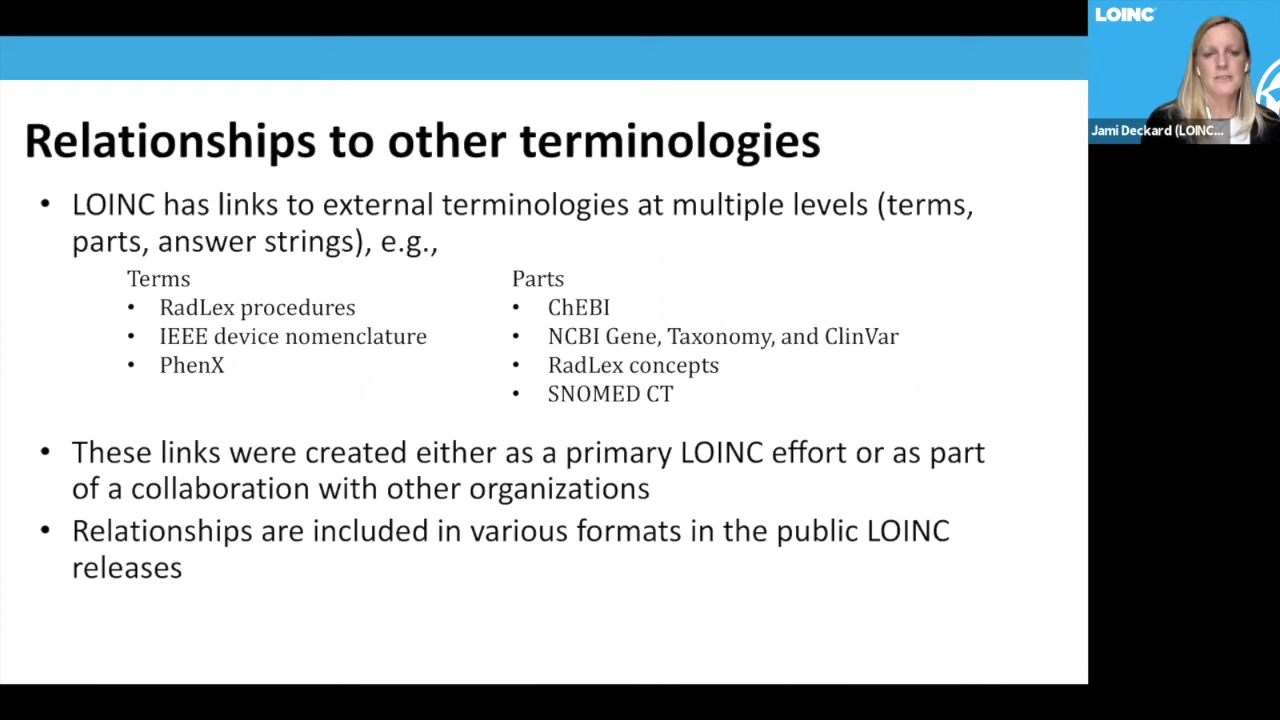 LOINC
Jami Deckard (LOINC...
Relationships to other terminologies
• LOINC has links to external terminologies at multiple levels (terms,
parts, answer strings), e.g.,
Terms
• RadLex procedures
• IEEE device nomenclature
• PhenX
Parts
• ChEBI
• NCBI Gene, Taxonomy, and ClinVar
• RadLex concepts
• SNOMED CT
• These links were created either as a primary LOINC effort or as part
of a collaboration with other organizations
• Relationships are included in various formats in the public LOINC
releases